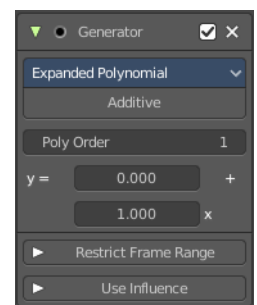 Generator
Expanded Polynomial
Additive
Poly Order 1
y = 0.000 +
1.000 x
Restrict Frame Range
Use Influence